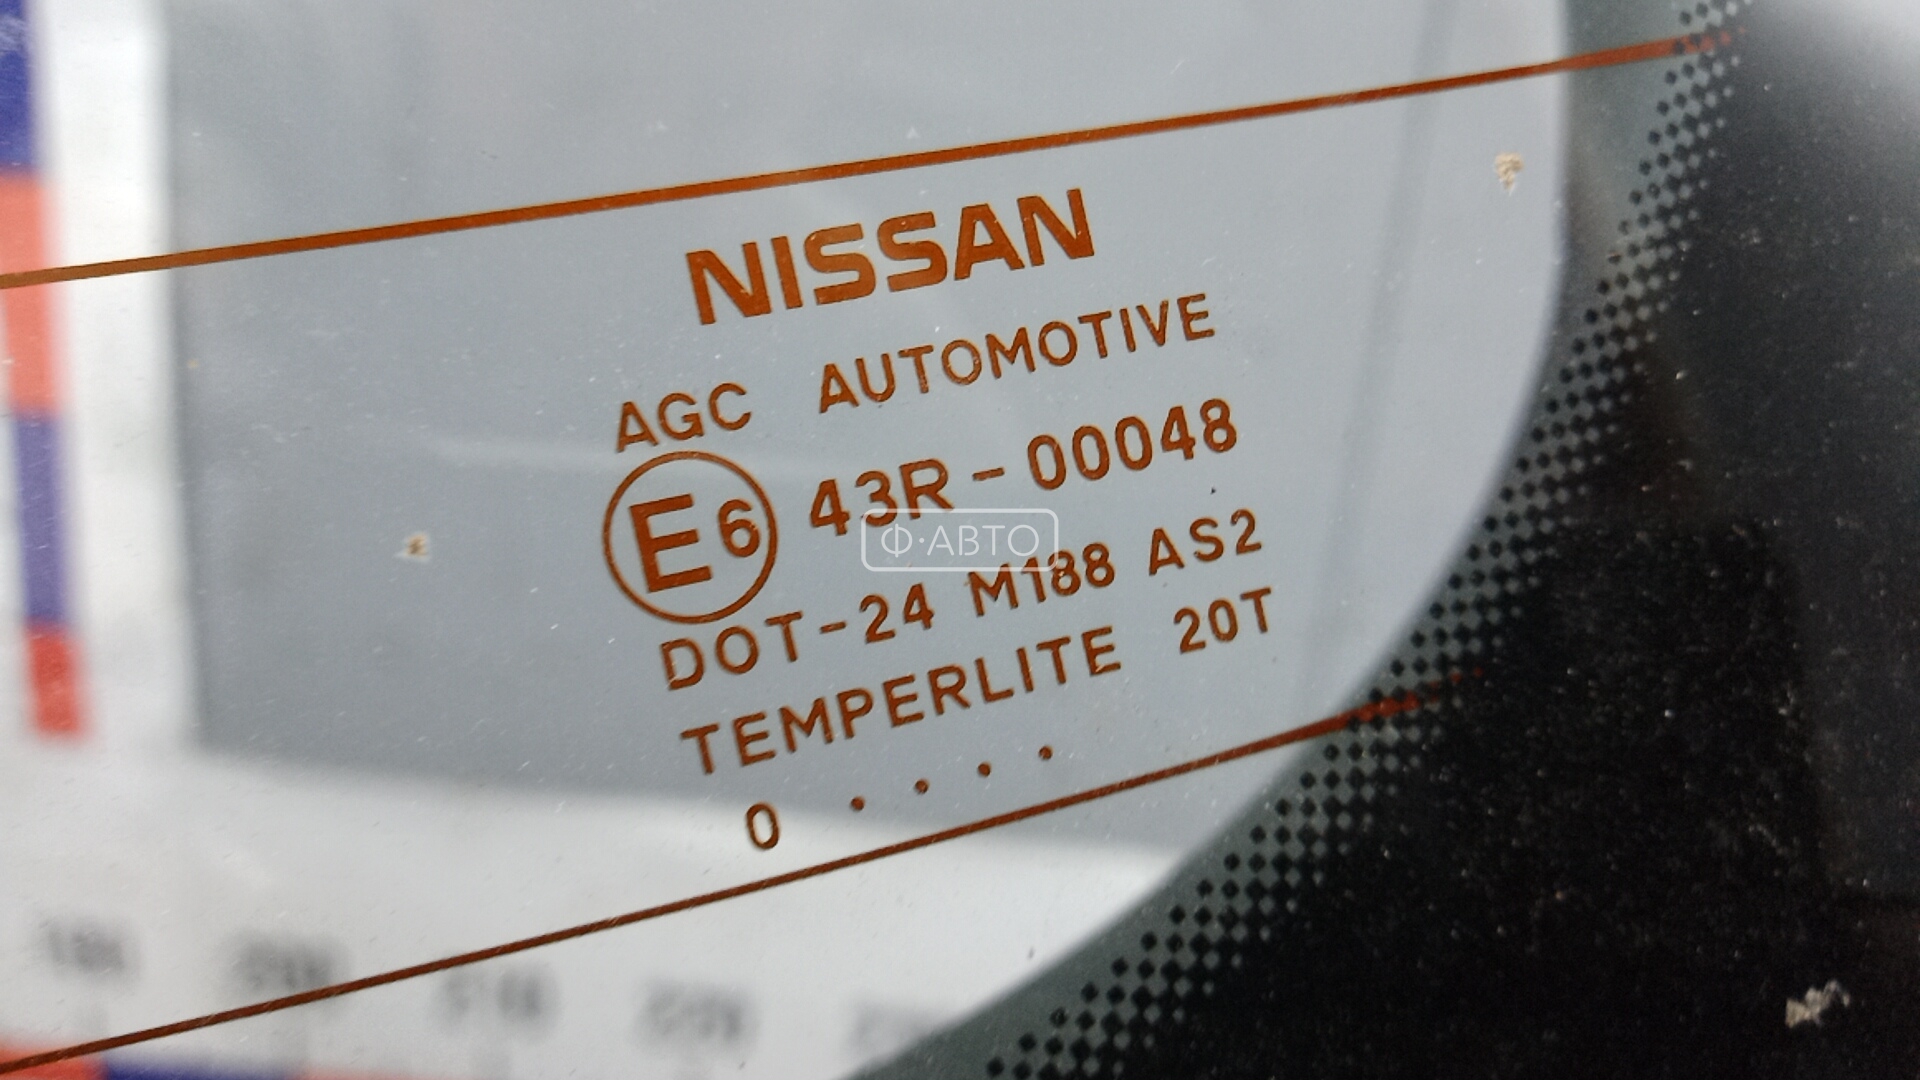 NISSAN
AGC AUTOMOTIVE
E6 43R-00048
Ф·АВТО
DOT-24 M188 AS2
TEMPERLITE 20T
0 . . . .